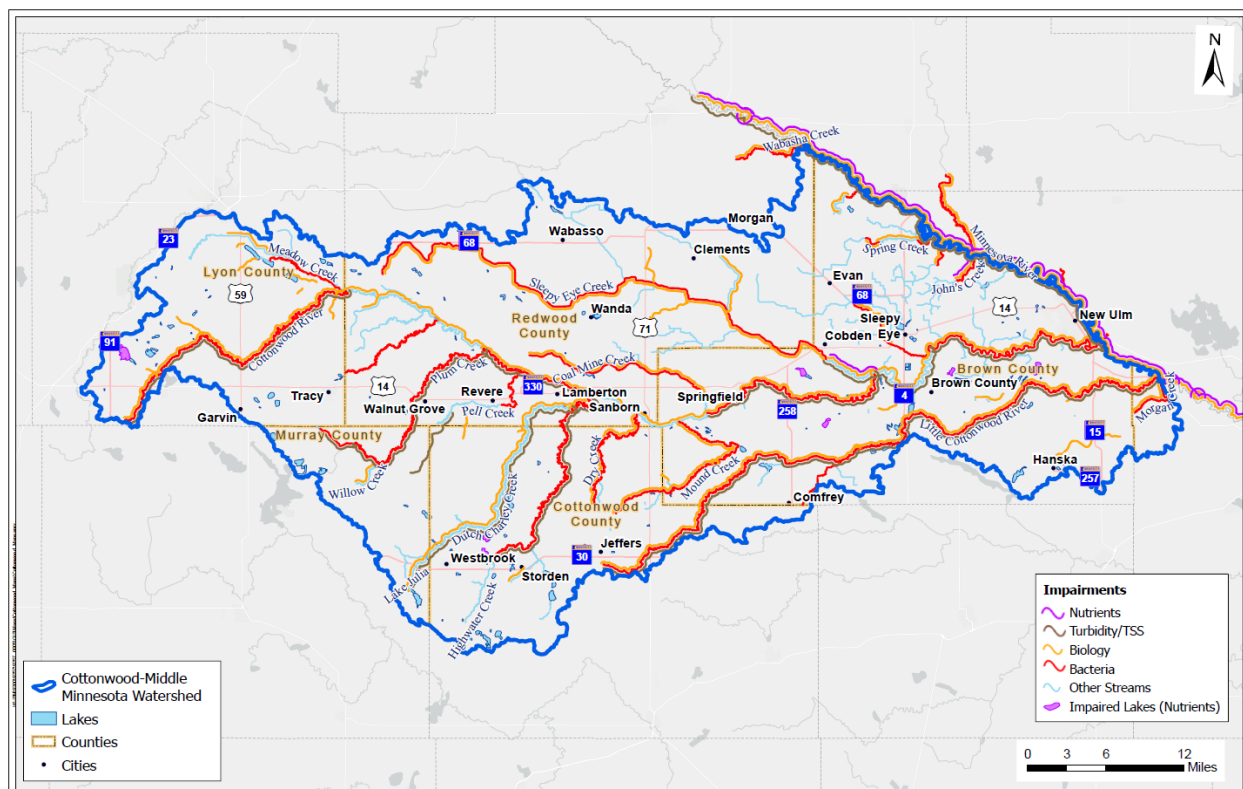 N
Wabasha Creek
Morgan
Wabasso
Clements
23
68
Meadow Creek
Lyon County
59
Cottonwood River
Sleepy Eye Creek
Redwood
County
Wanda
71
Evan
68
Spring Creek
John's Creek
Minnesota River
14
Sleepy
Eye
Cobden
New Ulm
91
Plum Creek
Coal Mine Creek
330
Lamberton
Brown County
Brown County
4
14
Tracy
Walnut Grove
Revere
Pell Creek
Sanborn
Springfield
258
Little Cottonwood River
Morgan Creek
15
Garvin
Murray County
Willow Creek
Dry Creek
Mound Creek
Hanska
257
Cottonwood
County
Comfrey
Dutch Charley Creek
Jeffers
30
Westbrook
Storden
Lake Julia
Highwater Creek
Impairments
Nutrients
Turbidity/TSS
Biology
Bacteria
Other Streams
Impaired Lakes (Nutrients)
Cottonwood-Middle
Minnesota Watershed
Lakes
Counties
Cities
0 3 6 12
Miles